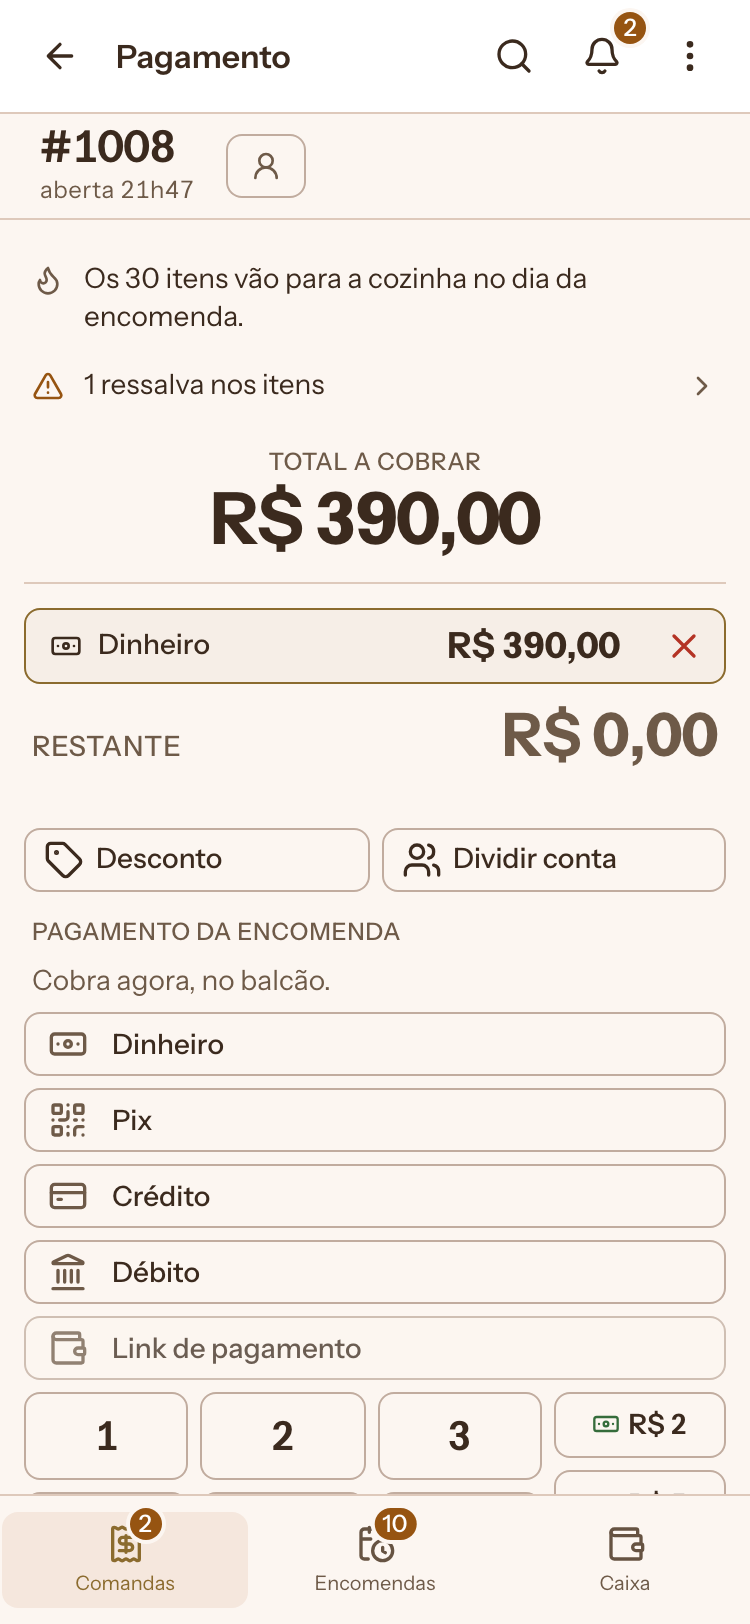 Pagamento
2
#1008
aberta 21h47
Os 30 itens vão para a cozinha no dia da
encomenda.
1 ressalva nos itens
TOTAL A COBRAR
R$ 390,00
Dinheiro R$ 390,00
RESTANTE R$ 0,00
Desconto
Dividir conta
PAGAMENTO DA ENCOMENDA
Cobra agora, no balcão.
Dinheiro
Pix
Crédito
Débito
Link de pagamento
1 2 3 R$ 2
2
Comandas
10
Encomendas
Caixa